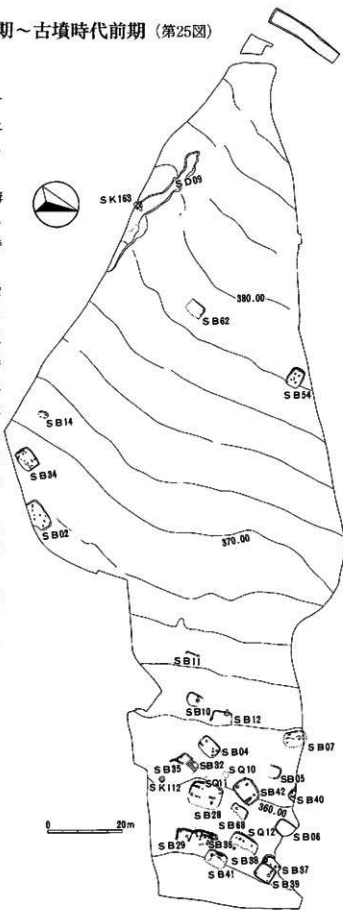 期～古墳時代前期（第25図）
SD09
SK163
380.00
SB62
SB54
SB14
SB34
SB02
370.00
SB11
SB10
SB12
SB07
SB04
SB35
SB32
SQ10
SB05
SK112
SQ11
SB42
SB40
SB28
360.00
SB68
SQ12
SB06
SB29
SB36
SB38
SB37
SB41
SB39
0 20m